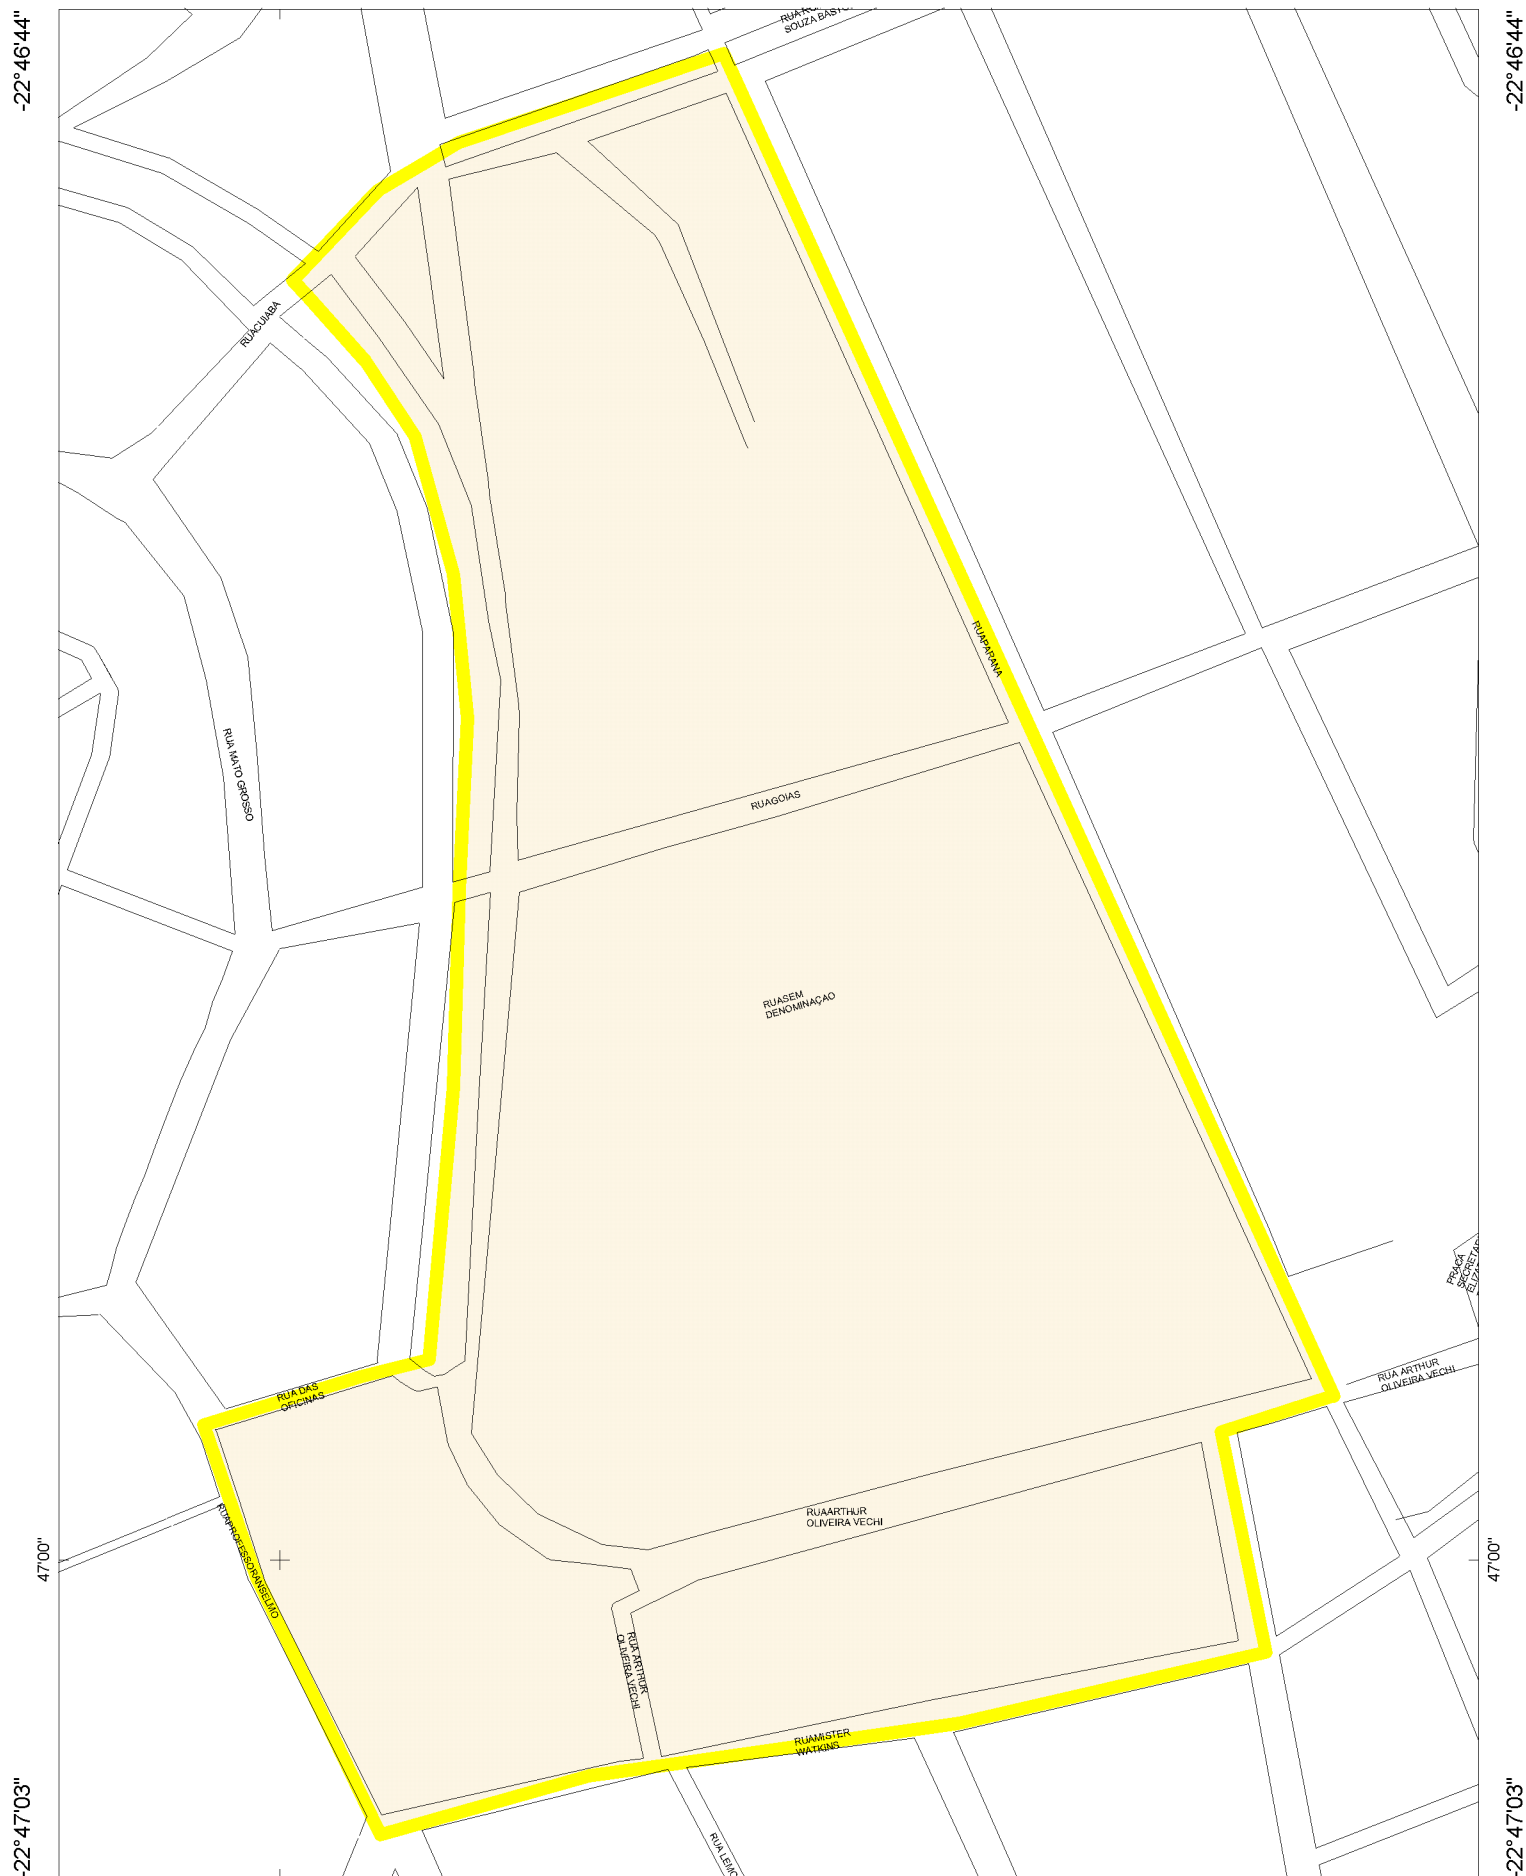 -22°46'44"
-22°46'44"
SOUZA BASTOS
RUACUIABA
RUAPARANA
RUA MATO GROSSO
RUAGOIAS
RUASEM
DENOMINAÇAO
PRAÇA
RUA ARTHUR
OLIVEIRA VECHI
RUA DAS
OFICINAS
RUAARTHUR
OLIVEIRA VECHI
RUAPROFESSORANSELMO
47'00"
47'00"
RUA ARTHUR
OLIVEIRA VECHI
RUAMISTER
WATKINS
-22°47'03"
-22°47'03"
RUA LEMO